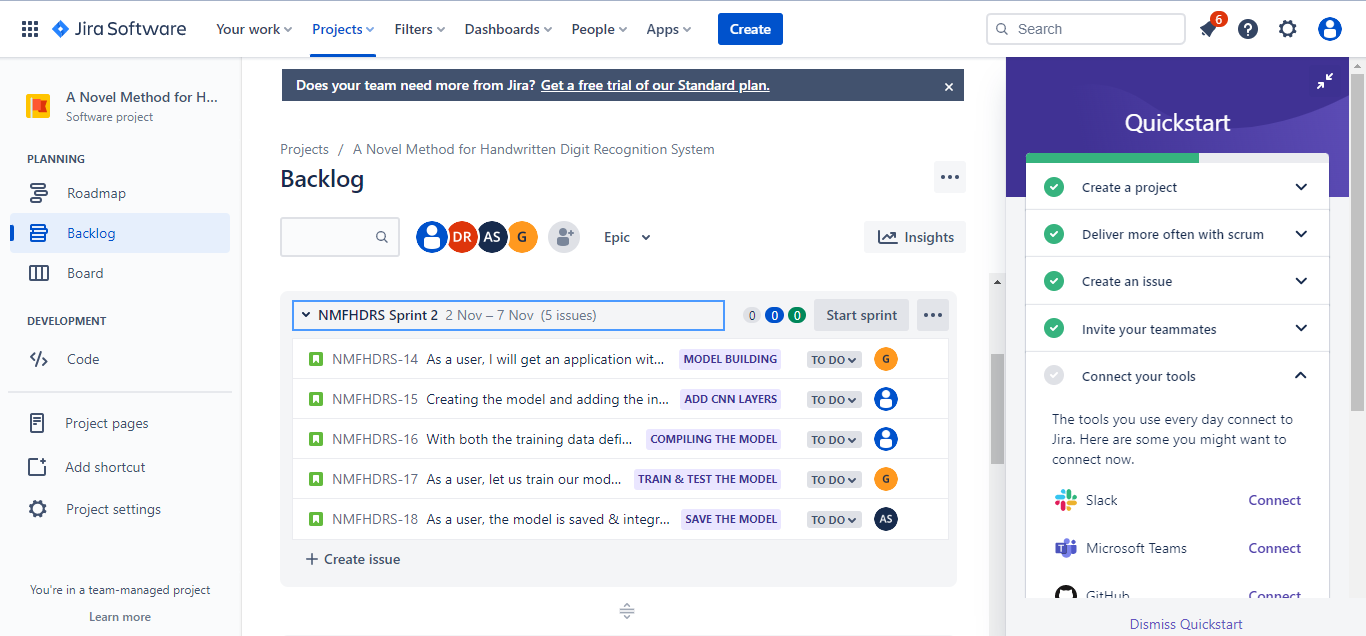 Jira Software Your work Projects Filters Dashboards People Apps Create Search 6
A Novel Method for H...
Software project
PLANNING
Roadmap
Backlog
Board
DEVELOPMENT
Code
Project pages
Add shortcut
Project settings
You're in a team-managed project
Learn more
Does your team need more from Jira? Get a free trial of our Standard plan.
Projects / A Novel Method for Handwritten Digit Recognition System
Backlog
DR AS G Epic Insights
NMFHDRS Sprint 2 2 Nov – 7 Nov (5 issues) 0 0 0 Start sprint
NMFHDRS-14 As a user, I will get an application wit... MODEL BUILDING TO DO G
NMFHDRS-15 Creating the model and adding the in... ADD CNN LAYERS TO DO
NMFHDRS-16 With both the training data defi... COMPILING THE MODEL TO DO
NMFHDRS-17 As a user, let us train our mod... TRAIN & TEST THE MODEL TO DO G
NMFHDRS-18 As a user, the model is saved & integr... SAVE THE MODEL TO DO AS
+ Create issue
Quickstart
Create a project
Deliver more often with scrum
Create an issue
Invite your teammates
Connect your tools
The tools you use every day connect to
Jira. Here are some you might want to
connect now.
Slack Connect
Microsoft Teams Connect
GitHub Connect
Dismiss Quickstart